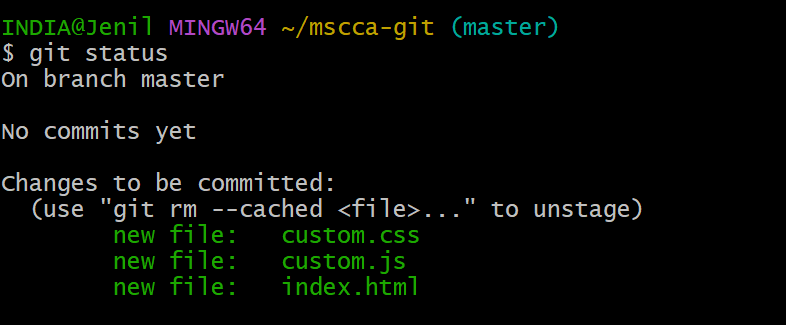 INDIA@Jenil MINGW64 ~/mscca-git (master)
$ git status
On branch master
No commits yet
Changes to be committed:
(use "git rm --cached <file>..." to unstage)
new file: custom.css
new file: custom.js
new file: index.html